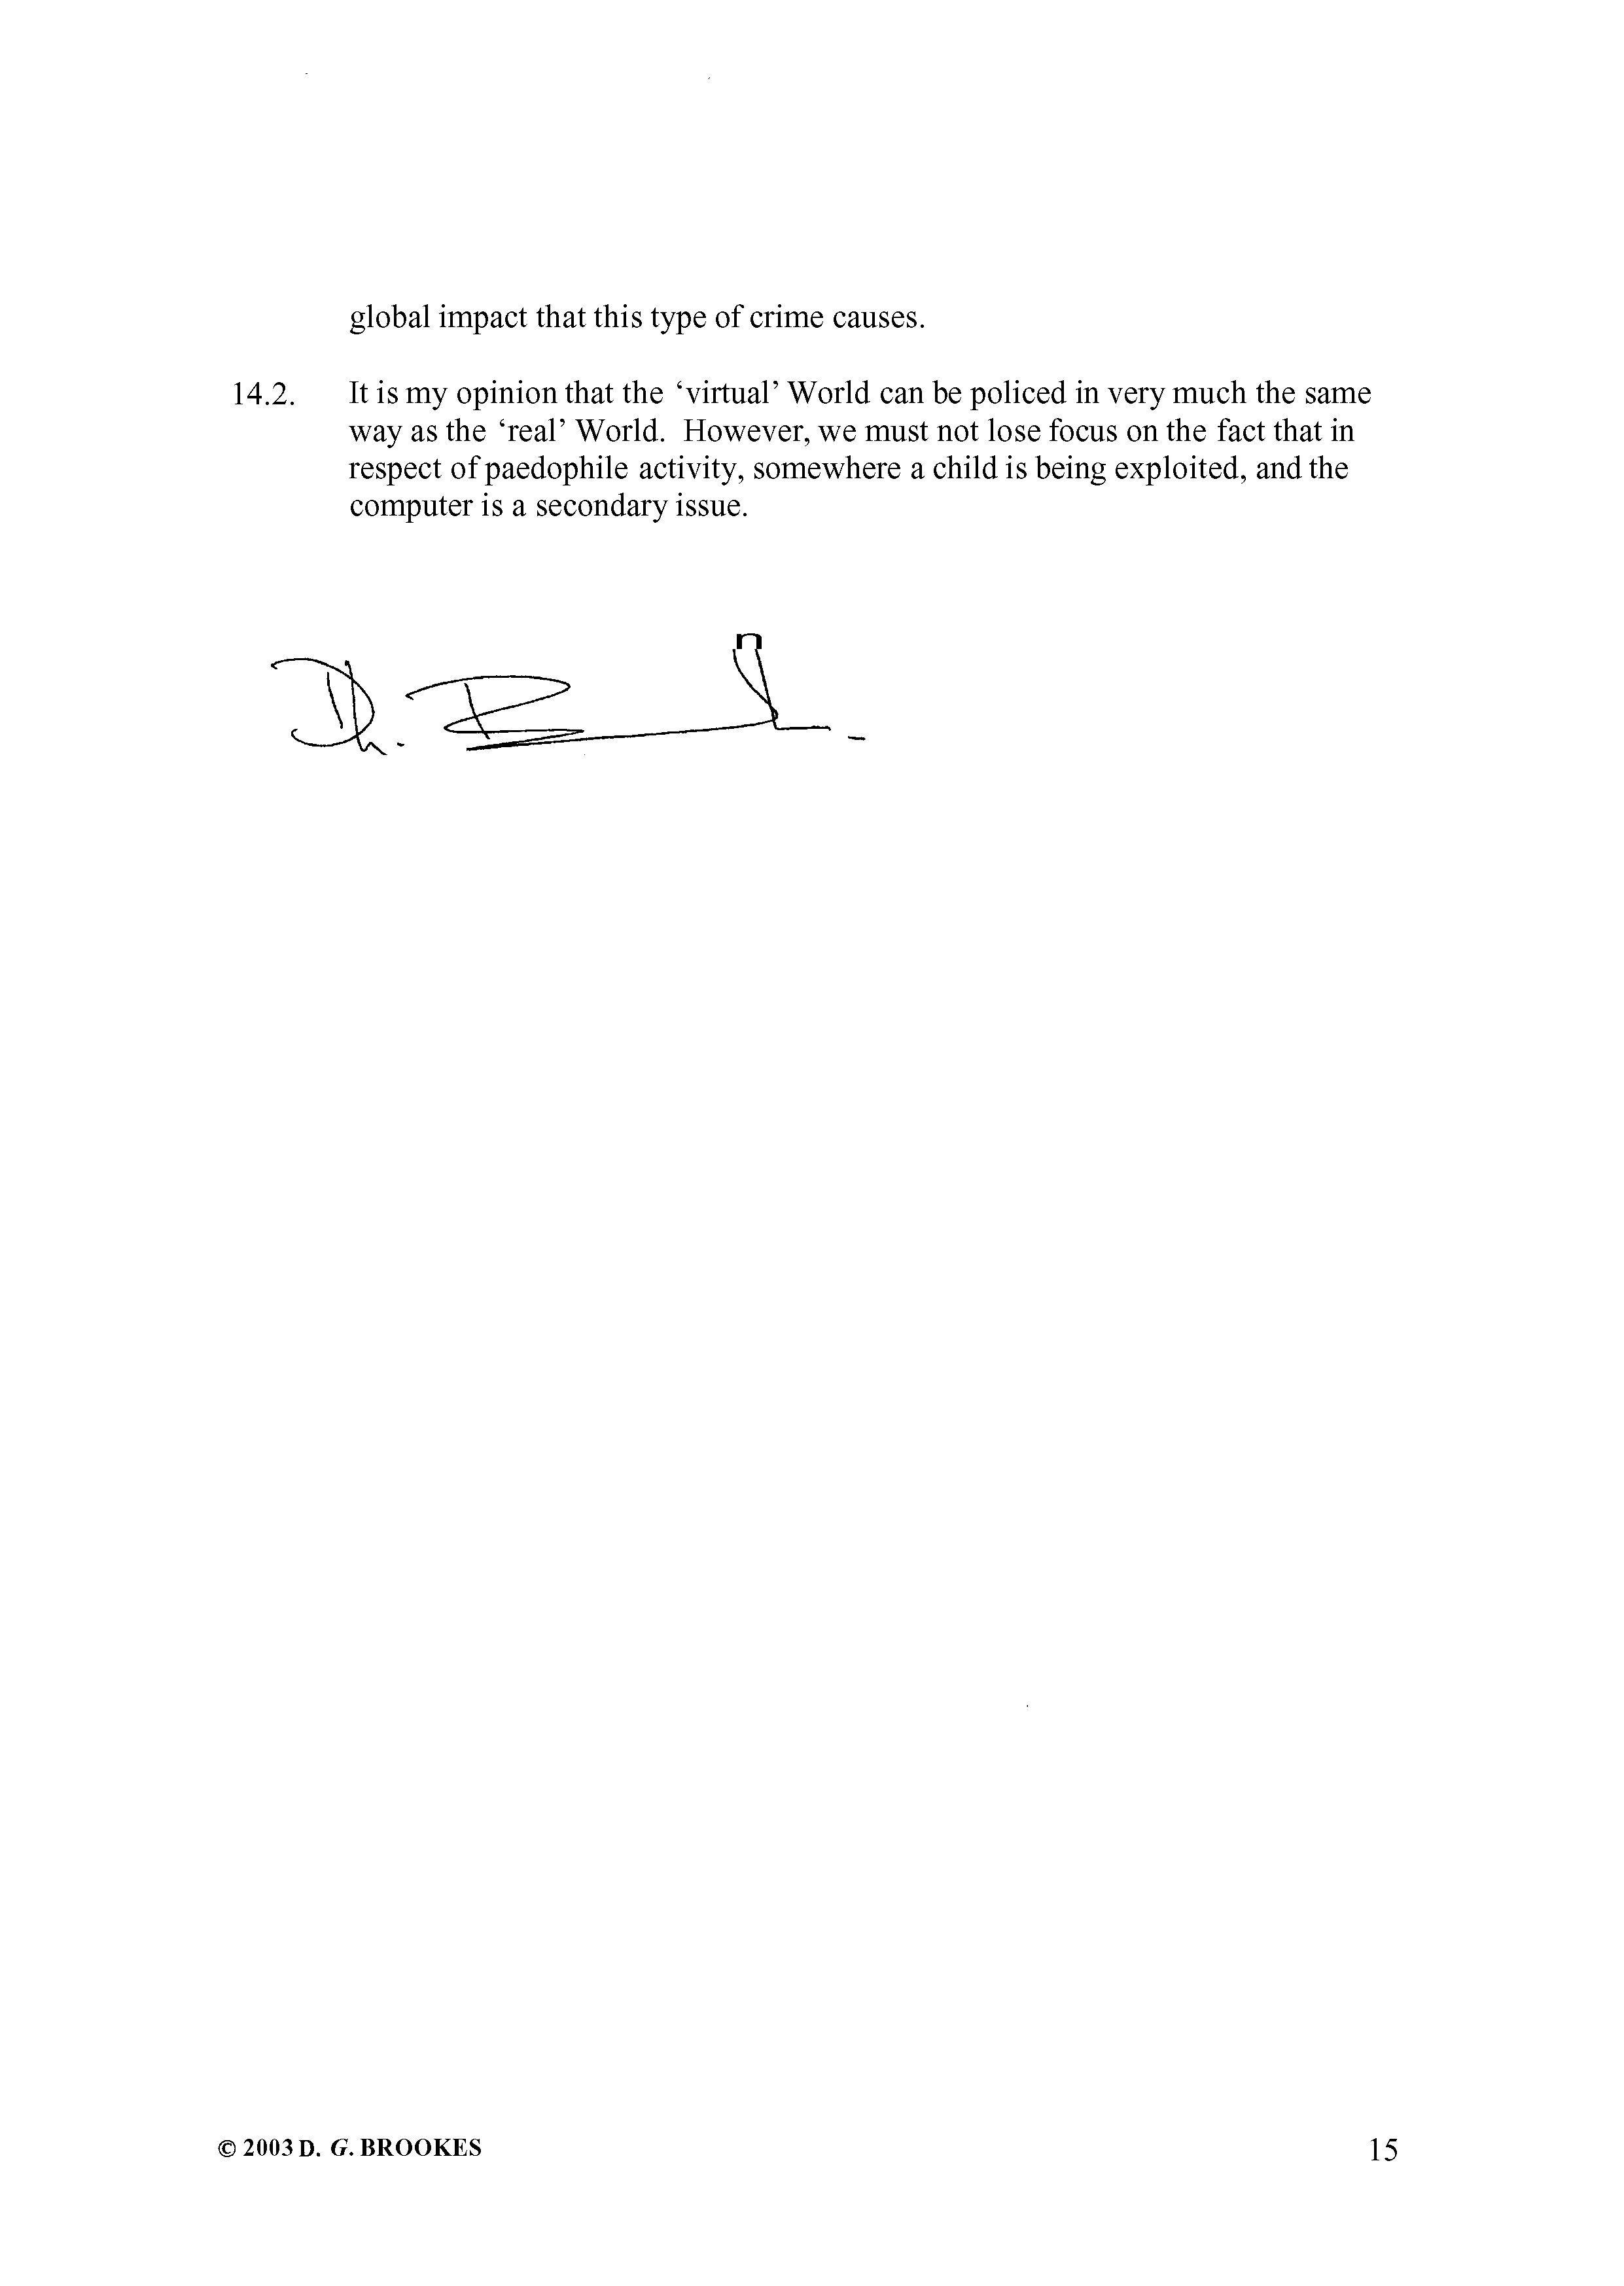 global impact that this type of crime causes.
14.2. It is my opinion that the ‘virtual’ World can be policed in very much the same
way as the ‘real’ World. However, we must not lose focus on the fact that in
respect of paedophile activity, somewhere a child is being exploited, and the
computer is a secondary issue.
© 2003 D. G. BROOKES 15